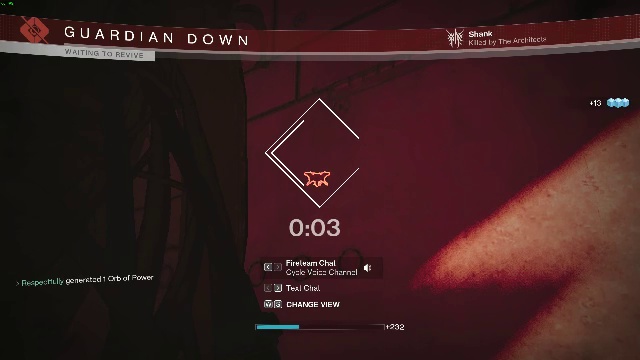 GUARDIAN DOWN
WAITING TO REVIVE
Shank
Killed by The Architects
+13
0:03
Fireteam Chat
Cycle Voice Channel
Text Chat
CHANGE VIEW
Respectfully generated 1 Orb of Power
+232